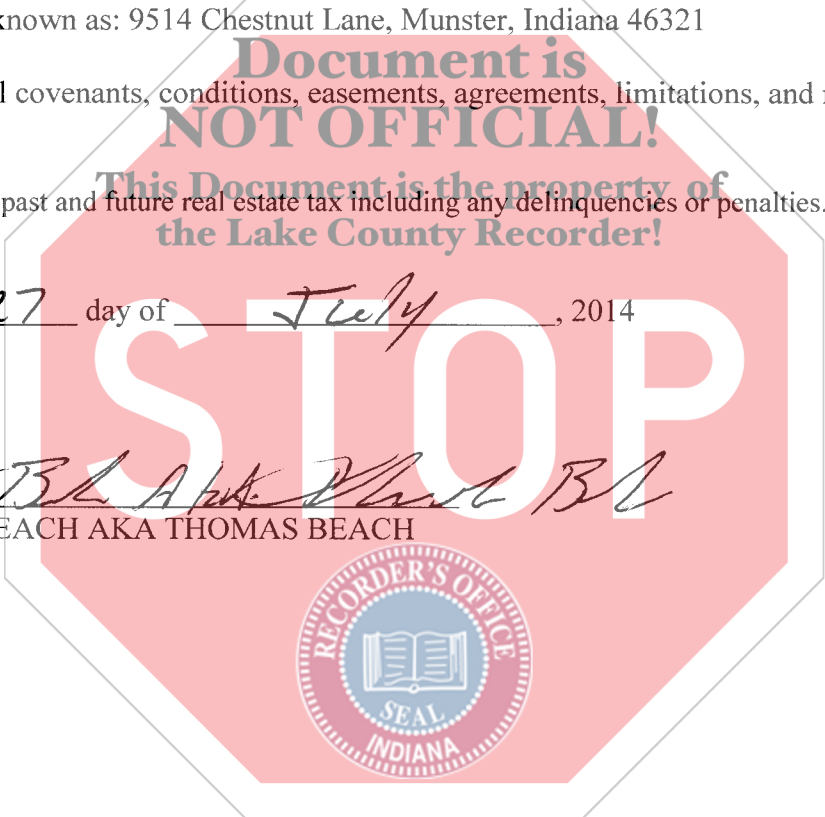 known as: 9514 Chestnut Lane, Munster, Indiana 46321
Document is
covenants, conditions, easements, agreements, limitations, and
NOT OFFICIAL!
This Document is the property of
past and future real estate tax including any delinquencies or penalties.
the Lake County Recorder!
27 day of July, 2014
STOP
EACH AKA THOMAS BEACH
RECORDER'S OFFICE
SEAL
INDIANA